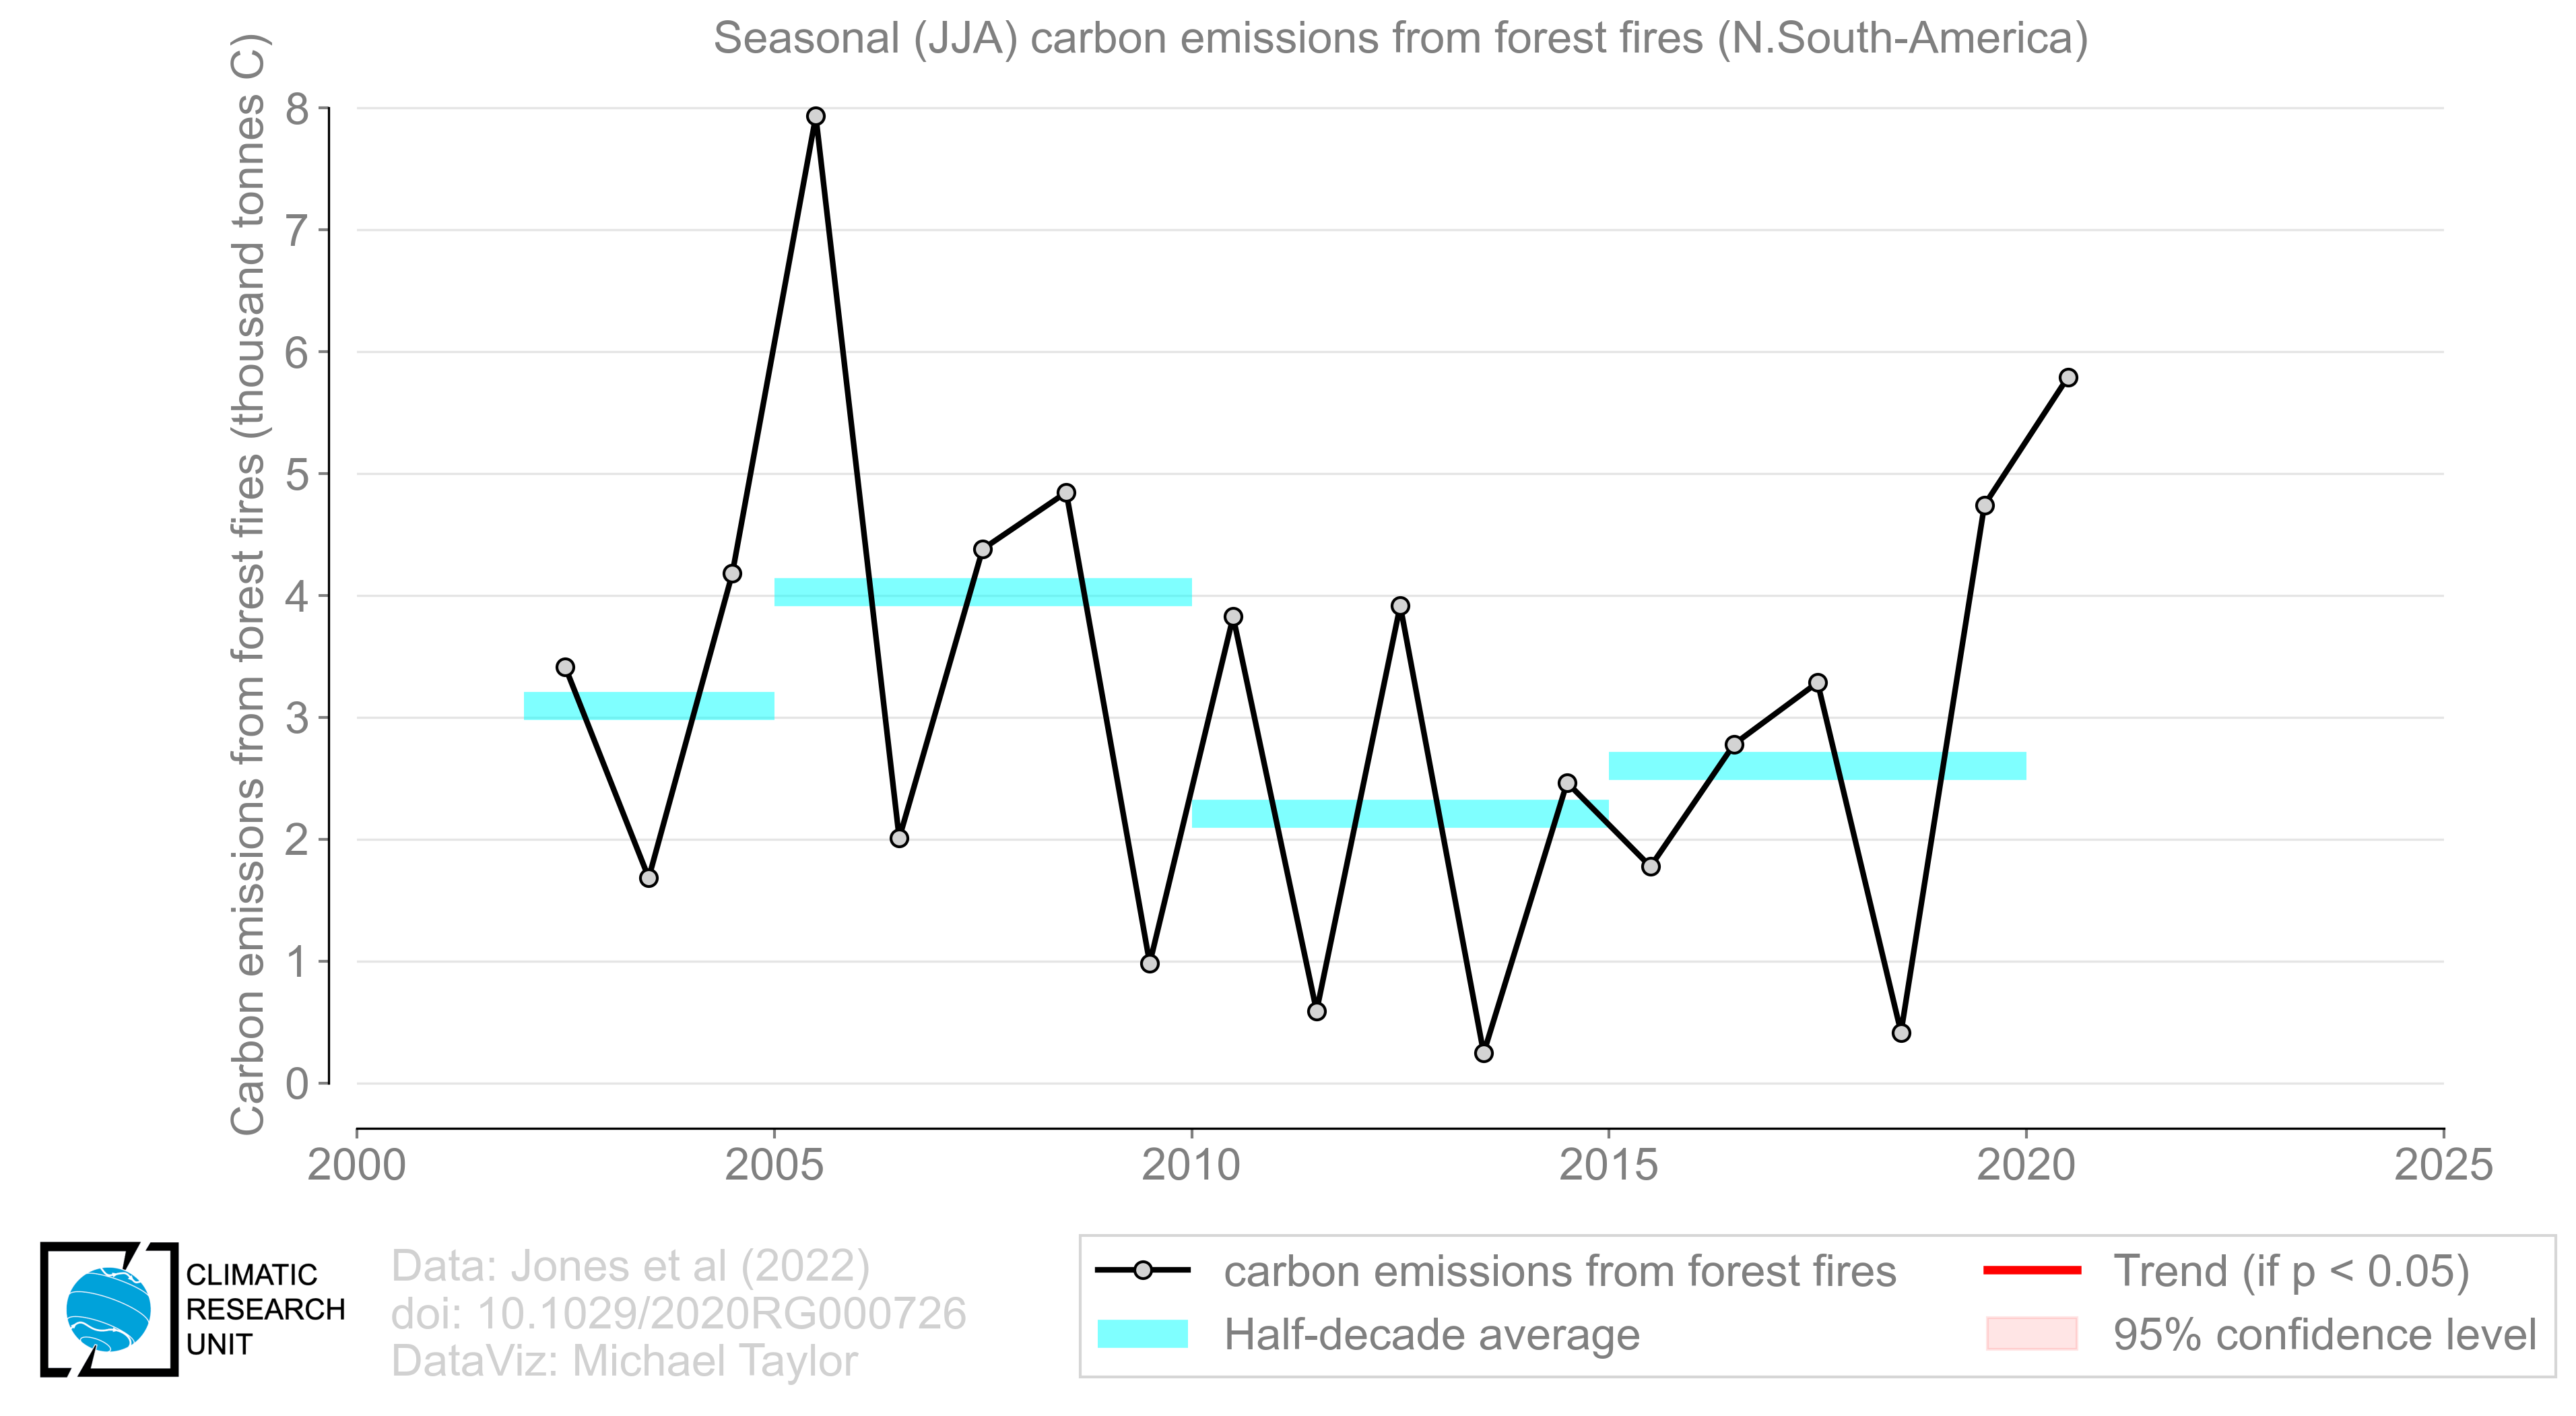 Seasonal (JJA) carbon emissions from forest fires (N.South-America)
Carbon emissions from forest fires (thousand tonnes C)
8
7
6
5
4
3
2
1
0
2000 2005 2010 2015 2020 2025
CLIMATIC
RESEARCH
UNIT
Data: Jones et al (2022)
doi: 10.1029/2020RG000726
DataViz: Michael Taylor
carbon emissions from forest fires
Half-decade average
Trend (if p < 0.05)
95% confidence level